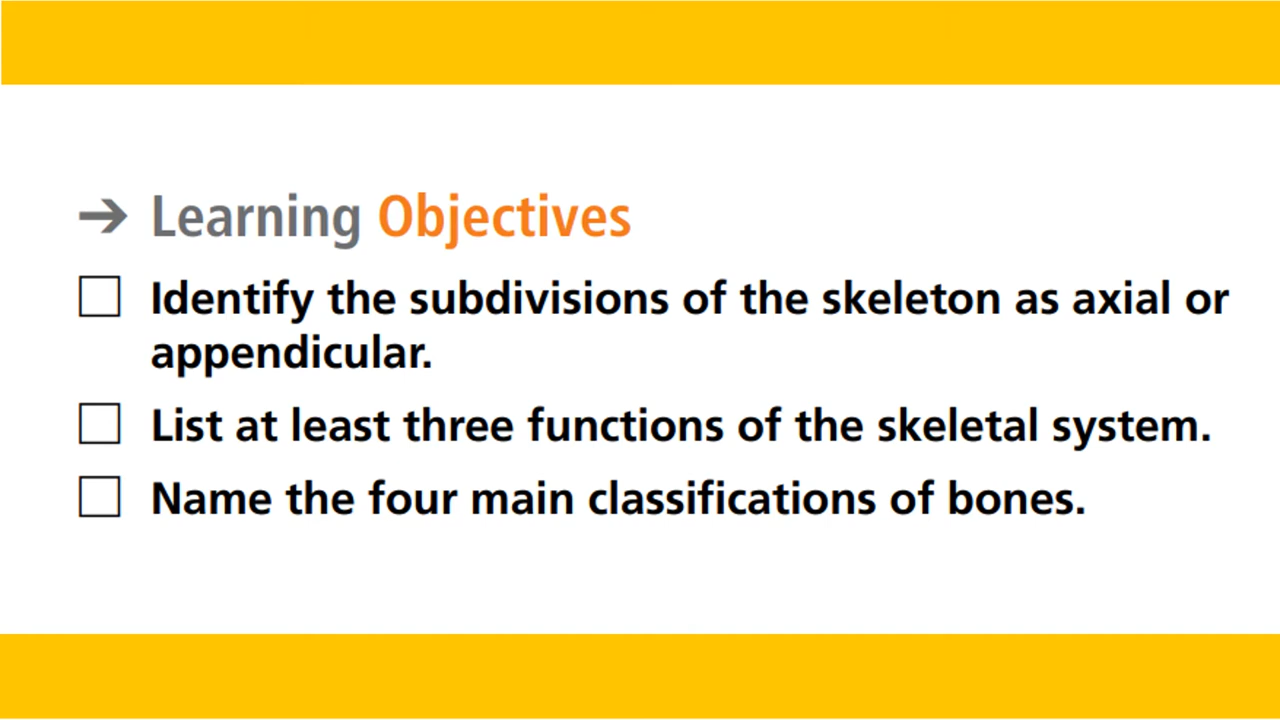 → Learning Objectives
☐ Identify the subdivisions of the skeleton as axial or
appendicular.
☐ List at least three functions of the skeletal system.
☐ Name the four main classifications of bones.